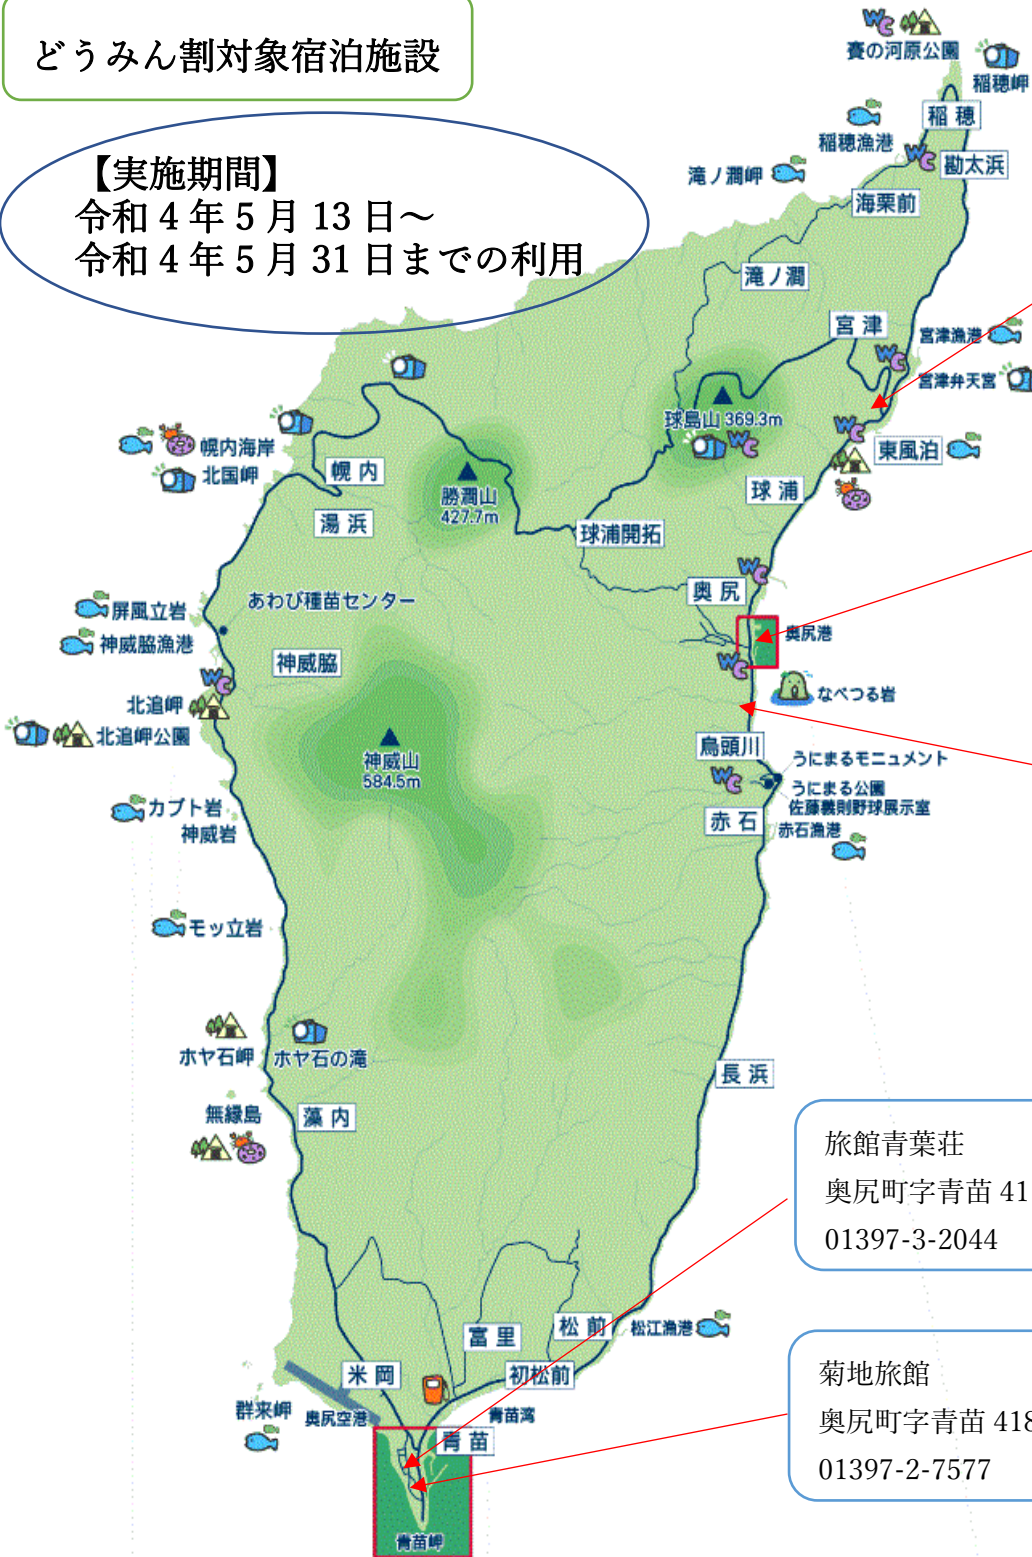 どうみん割対象宿泊施設
【実施期間】
令和 4 年 5 月 13 日～
令和 4 年 5 月 31 日までの利用
WC
賽の河原公園
稲穂岬
稲穂
稲穂漁港
WC
勘太浜
滝ノ澗岬
海栗前
滝ノ澗
宮津
宮津漁港
WC
宮津弁天宮
球島山 369.3m
WC
WC
東風泊
幌内海岸
北国岬
幌内
勝澗山
427.7m
球浦
湯浜
球浦開拓
WC
奥尻
あわび種苗センター
屏風立岩
神威脇漁港
奥尻港
神威脇
WC
WC
なべつる岩
北追岬
北追岬公園
神威山
584.5m
烏頭川
うにまるモニュメント
WC
うにまる公園
佐藤義則野球展示室
カブト岩
神威岩
赤石
赤石漁港
モッ立岩
ホヤ石岬
ホヤ石の滝
長浜
無縁島
藻内
旅館青葉荘
奥尻町字青苗 41
01397-3-2044
富里
松前
松江漁港
米岡
初松前
菊地旅館
奥尻町字青苗 418
01397-2-7577
群来岬
奥尻空港
青苗湾
青苗
青苗岬